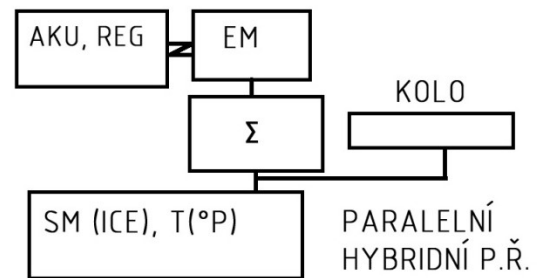 AKU, REG
EM
KOLO
Σ
SM (ICE), T(°P)
PARALELNÍ
HYBRIDNÍ P.Ř.